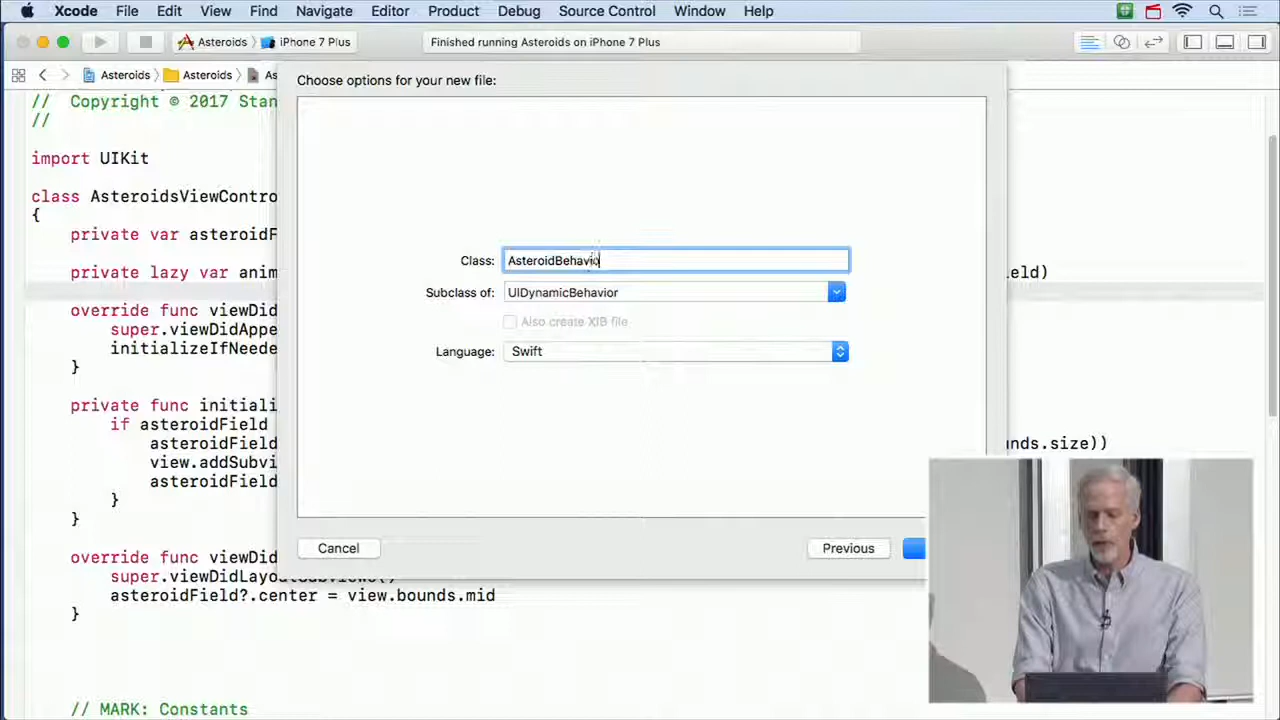 Xcode File Edit View Find Navigate Editor Product Debug Source Control Window Help
Asteroids iPhone 7 Plus Finished running Asteroids on iPhone 7 Plus
Asteroids Asteroids As
Choose options for your new file:
// Copyright © 2017 Stan
//
import UIKit
class AsteroidsViewContro
{
private var asteroidF
private lazy var anim ield)
override func viewDid
super.viewDidAppe
initializeIfNeede
}
private func initiali
if asteroidField
asteroidField nds.size))
view.addSubvi
asteroidField
}
}
override func viewDid
super.viewDidLayoutSubviews()
asteroidField?.center = view.bounds.mid
}
// MARK: Constants
Class: AsteroidBehavio
Subclass of: UIDynamicBehavior
Also create XIB file
Language: Swift
Cancel Previous